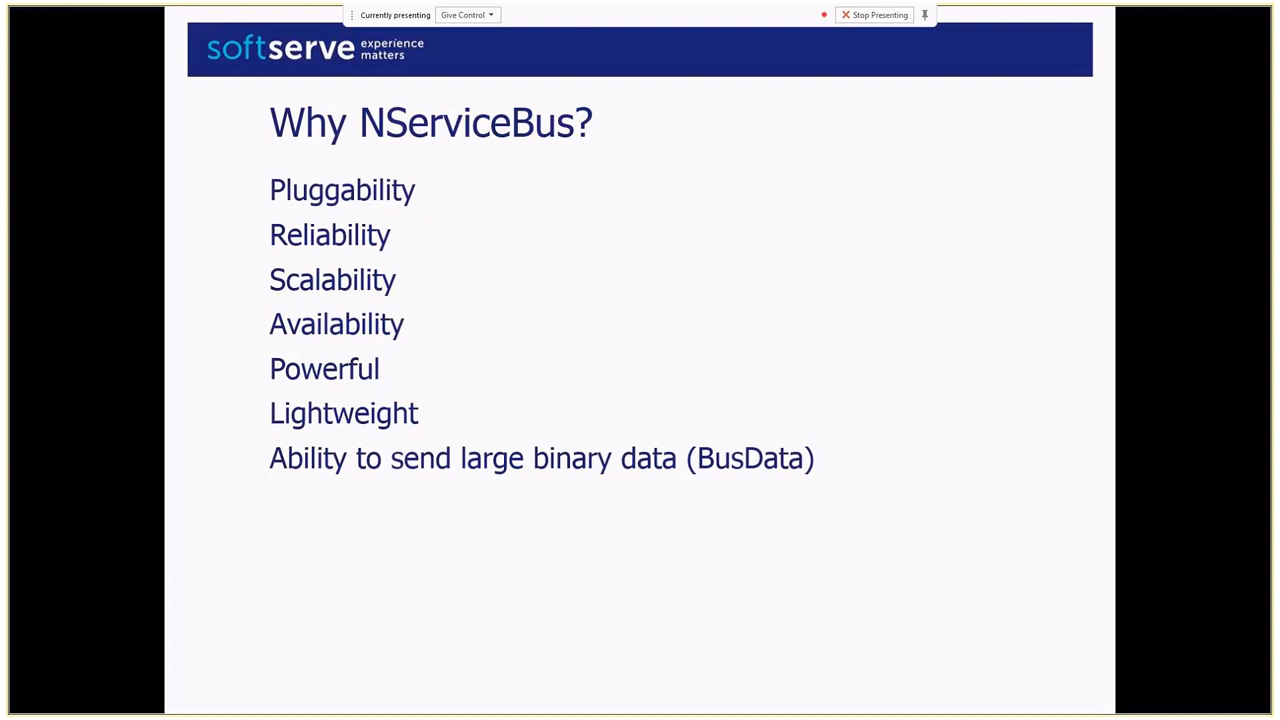 Currently presenting Give Control Stop Presenting
softserve experience matters
Why NServiceBus?
Pluggability
Reliability
Scalability
Availability
Powerful
Lightweight
Ability to send large binary data (BusData)